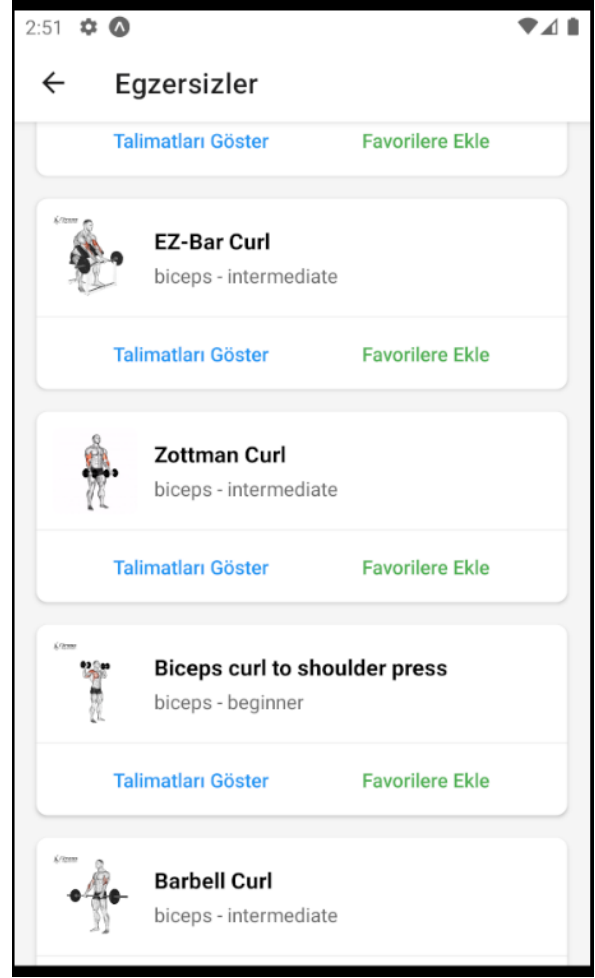 2:51
Egzersizler
Talimatları Göster Favorilere Ekle
EZ-Bar Curl
biceps - intermediate
Talimatları Göster Favorilere Ekle
Zottman Curl
biceps - intermediate
Talimatları Göster Favorilere Ekle
Biceps curl to shoulder press
biceps - beginner
Talimatları Göster Favorilere Ekle
Barbell Curl
biceps - intermediate